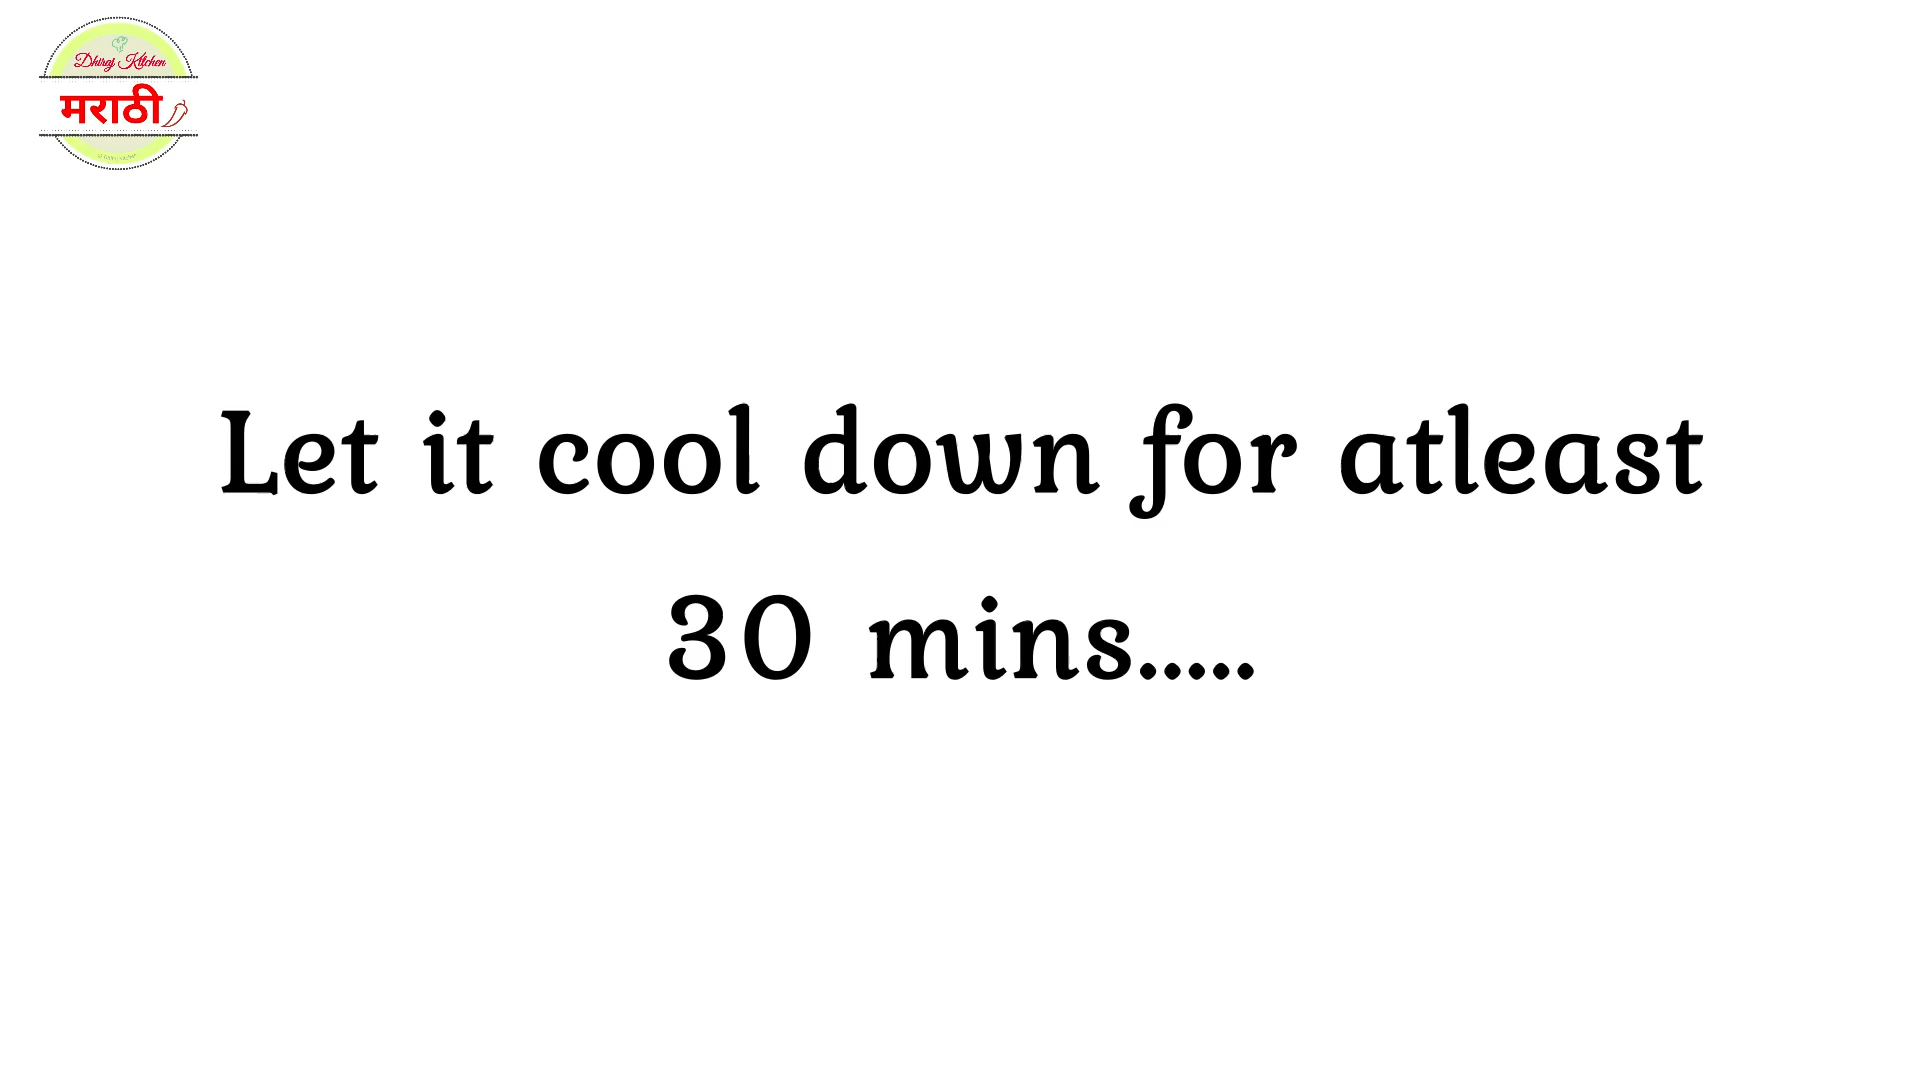 Dhiraj Kitchen
मराठी
Let it cool down for atleast
30 mins.....